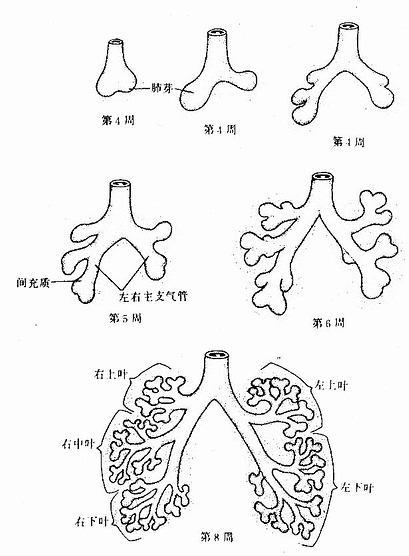 肺芽
第4周
第4周
第4周
间充质
左右主支气管
第5周
第6周
右上叶
左上叶
右中叶
左下叶
右下叶
第8周